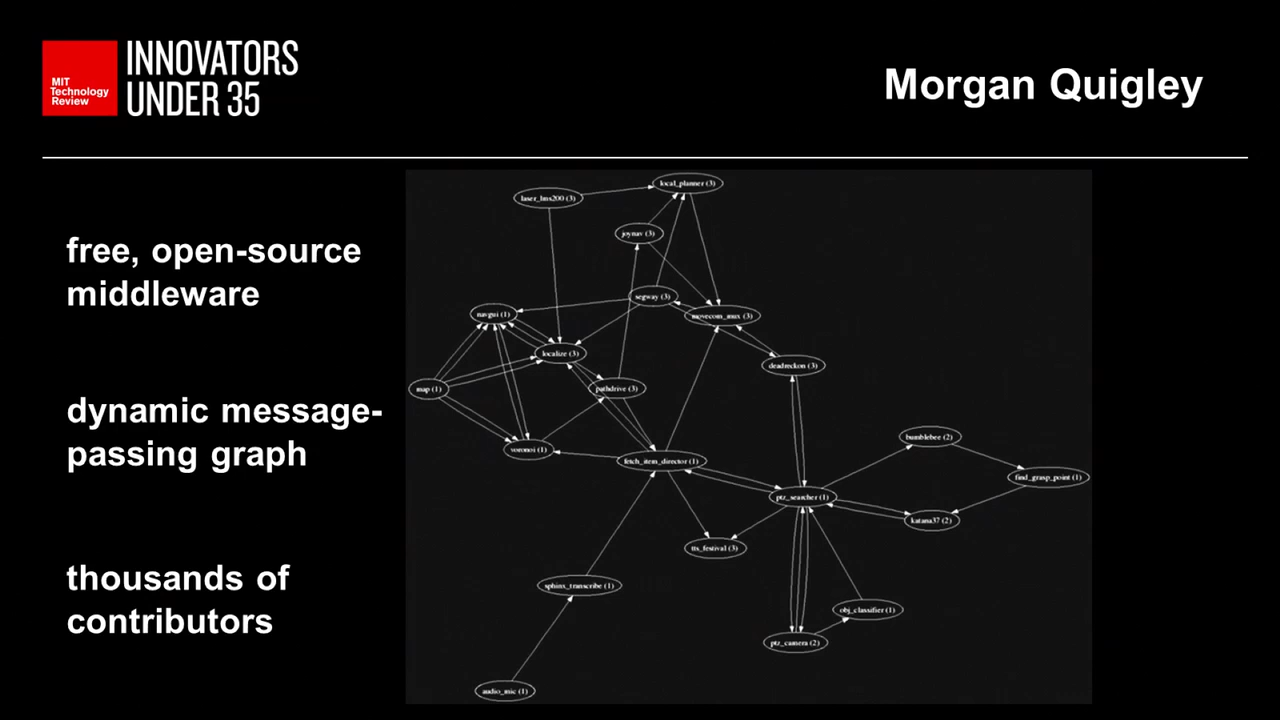 MIT
Technology
Review
INNOVATORS
UNDER 35
Morgan Quigley
free, open-source
middleware
dynamic message-
passing graph
thousands of
contributors
laser_lms200 (3)
local_planner (3)
joynav (3)
segway (3)
navgui (1)
movecom_mux (3)
localize (3)
deadreckon (3)
map (1)
pathdrive (3)
voronoi (1)
fetch_item_director (1)
bumblebee (2)
find_grasp_point (1)
ptz_searcher (1)
katana37 (2)
tts_festival (3)
sphinx_transcribe (1)
obj_classifier (1)
ptz_camera (2)
audio_mic (1)